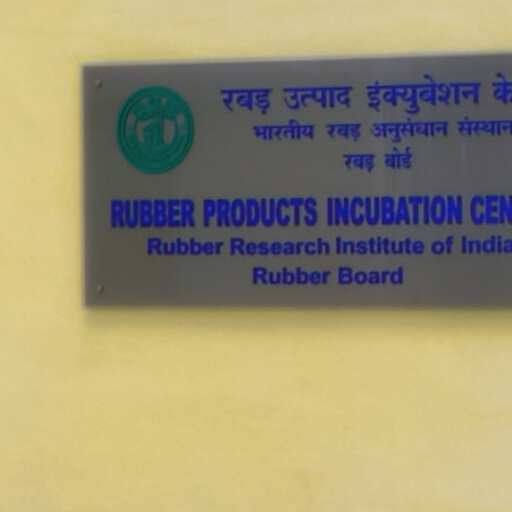 रबड़ उत्पाद इंक्युबेशन के
भारतीय रबड़ अनुसंधान संस्थान
रबड़ बोर्ड
RUBBER PRODUCTS INCUBATION CEN
Rubber Research Institute of India
Rubber Board